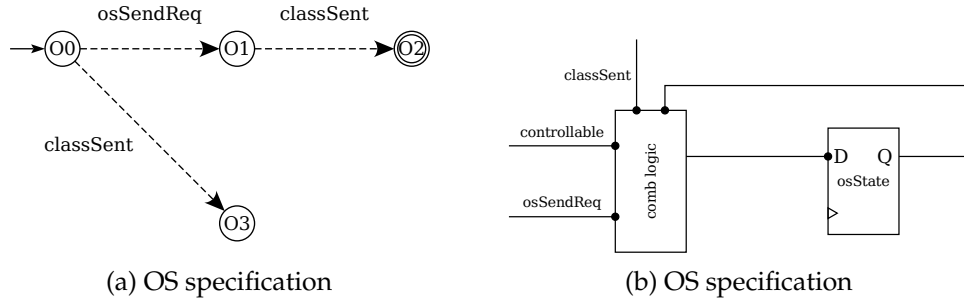 osSendReq
classSent
O0
O1
O2
classSent
O3
(a) OS specification
classSent
controllable
comb logic
D Q
osState
osSendReq
(b) OS specification